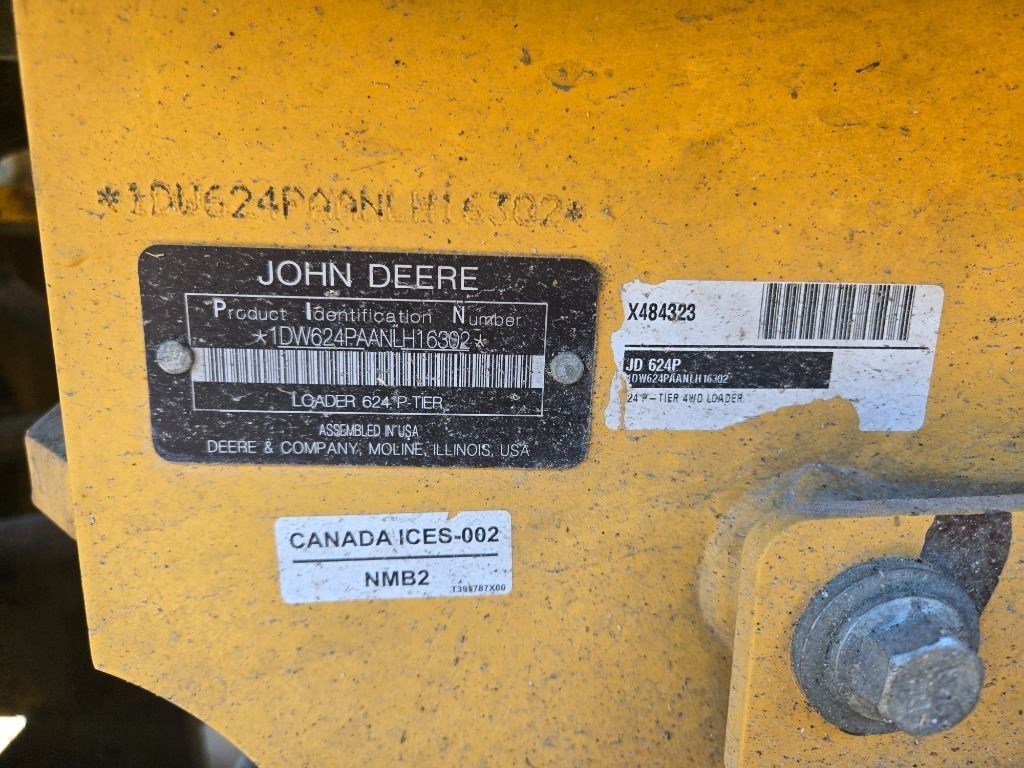 *1DW624PAANLH16302*
JOHN DEERE
Product Identification Number
*1DW624PAANLH16302*
LOADER 624 P-TIER
ASSEMBLED IN USA
DEERE & COMPANY, MOLINE, ILLINOIS, USA
X484323
JD 624P
1DW624PAANLH16302
24 P-TIER 4WD LOADER
CANADA ICES-002
NMB2
T395787X00